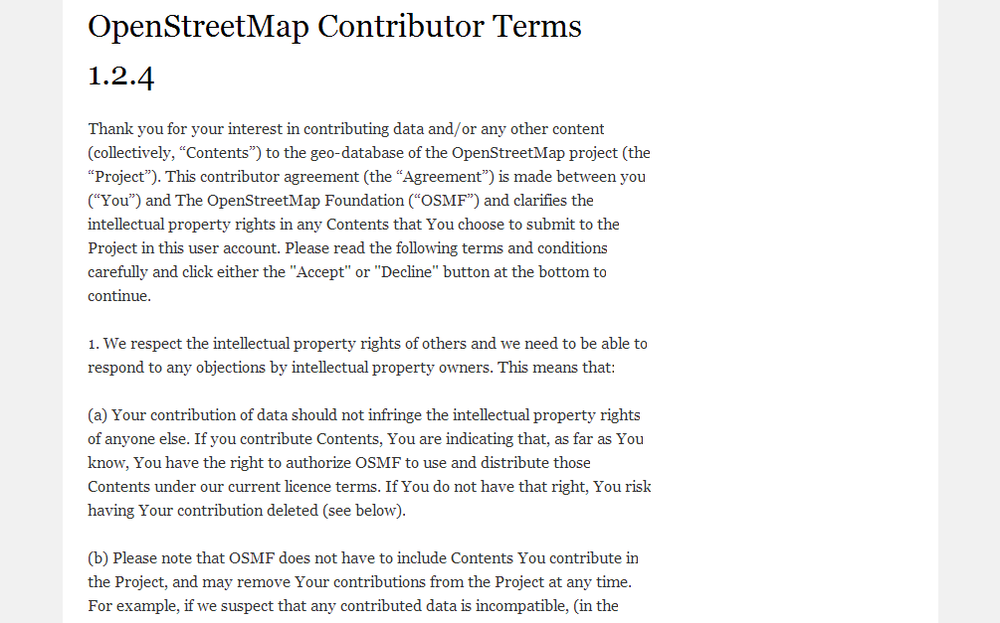 OpenStreetMap Contributor Terms
1.2.4
Thank you for your interest in contributing data and/or any other content
(collectively, “Contents”) to the geo-database of the OpenStreetMap project (the
“Project”). This contributor agreement (the “Agreement”) is made between you
(“You”) and The OpenStreetMap Foundation (“OSMF”) and clarifies the
intellectual property rights in any Contents that You choose to submit to the
Project in this user account. Please read the following terms and conditions
carefully and click either the "Accept" or "Decline" button at the bottom to
continue.
1. We respect the intellectual property rights of others and we need to be able to
respond to any objections by intellectual property owners. This means that:
(a) Your contribution of data should not infringe the intellectual property rights
of anyone else. If you contribute Contents, You are indicating that, as far as You
know, You have the right to authorize OSMF to use and distribute those
Contents under our current licence terms. If You do not have that right, You risk
having Your contribution deleted (see below).
(b) Please note that OSMF does not have to include Contents You contribute in
the Project, and may remove Your contributions from the Project at any time.
For example, if we suspect that any contributed data is incompatible, (in the